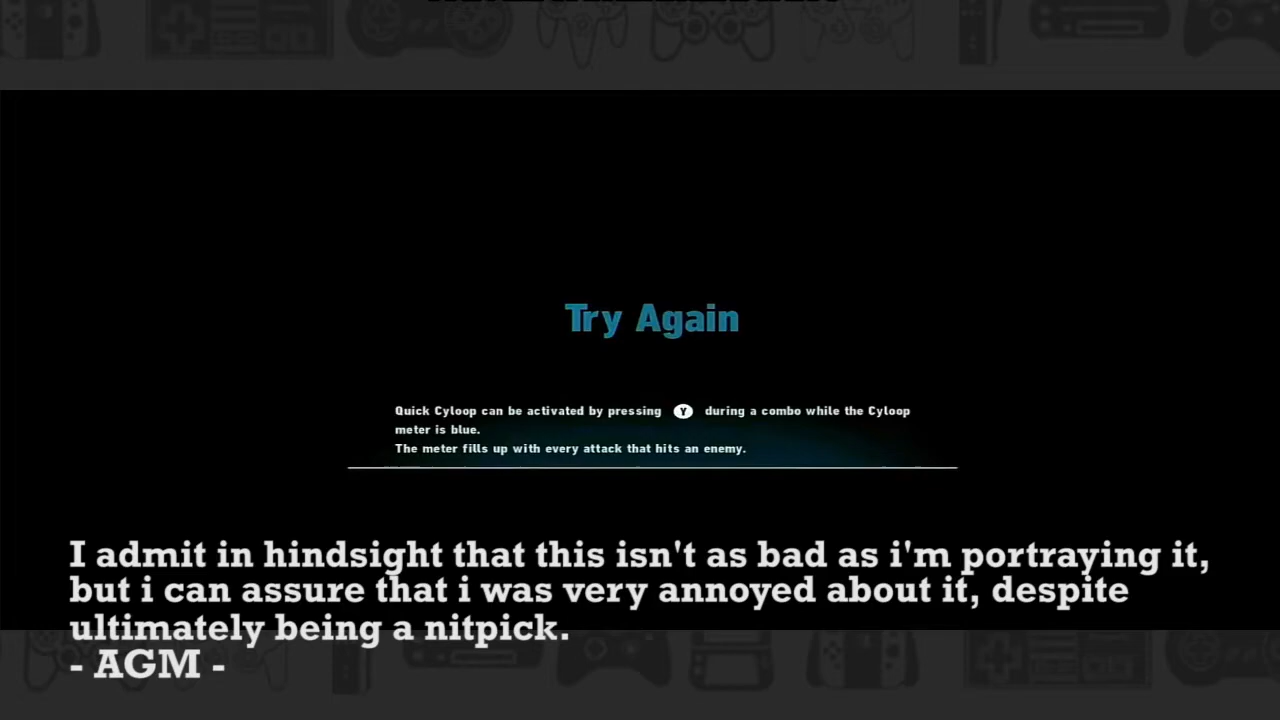 Try Again
Quick Cyloop can be activated by pressing Y during a combo while the Cyloop
meter is blue.
The meter fills up with every attack that hits an enemy.
I admit in hindsight that this isn't as bad as i'm portraying it,
but i can assure that i was very annoyed about it, despite
ultimately being a nitpick.
- AGM -